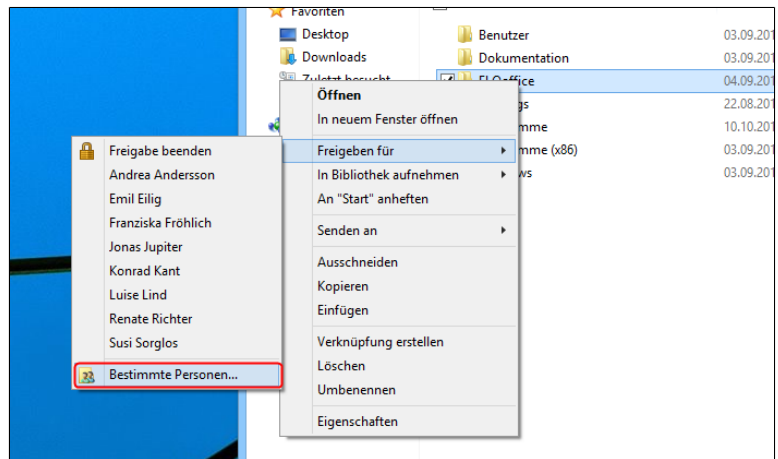 Favoriten
Desktop
Downloads
Zuletzt besucht
Benutzer 03.09.201
Dokumentation 03.09.201
ELOoffice 04.09.201
gs 22.08.201
mme 10.10.201
mme (x86) 03.09.201
ws 03.09.201
Öffnen
In neuem Fenster öffnen
Freigeben für
In Bibliothek aufnehmen
An "Start" anheften
Senden an
Ausschneiden
Kopieren
Einfügen
Verknüpfung erstellen
Löschen
Umbenennen
Eigenschaften
Freigabe beenden
Andrea Andersson
Emil Eilig
Franziska Fröhlich
Jonas Jupiter
Konrad Kant
Luise Lind
Renate Richter
Susi Sorglos
Bestimmte Personen...